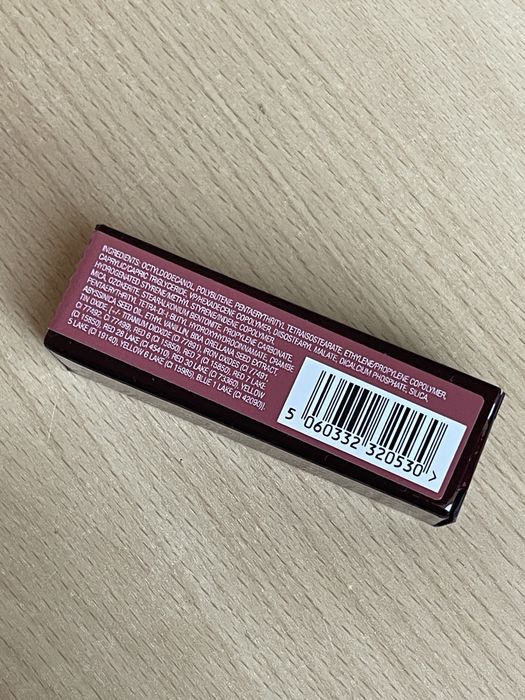 INGREDIENTS: OCTYLDODECANOL, POLYBUTENE, PENTAERYTHRITYL TETRAISOSTEARATE, ETHYLENE/PROPYLENE COPOLYMER,
CAPRYLIC/CAPRIC TRIGLYCERIDE, VP/HEXADECENE COPOLYMER, DIISOSTEARYL MALATE, DICALCIUM PHOSPHATE, SILICA,
HYDROGENATED STYRENE/METHYL STYRENE/INDENE COPOLYMER,
MICA, OZOKERITE, STEARALKONIUM BENTONITE, PROPYLENE CARBONATE,
PENTAERYTHRITYL TETRA-DI-t-BUTYL HYDROXYHYDROCINNAMATE, CRAMBE
ABYSSINICA SEED OIL, ETHYL VANILLIN, BIXA ORELLANA SEED EXTRACT,
TIN OXIDE, [+/- TITANIUM DIOXIDE (CI 77891), IRON OXIDES (CI 77491,
CI 77492, CI 77499), RED 6 (CI 15850), RED 7 (CI 15850), RED 7 LAKE
(CI 15850), RED 28 LAKE (CI 45410), RED 30 LAKE (CI 73360), YELLOW
5 LAKE (CI 19140), YELLOW 6 LAKE (CI 15985), BLUE 1 LAKE (CI 42090)].
5 060332 320530 >